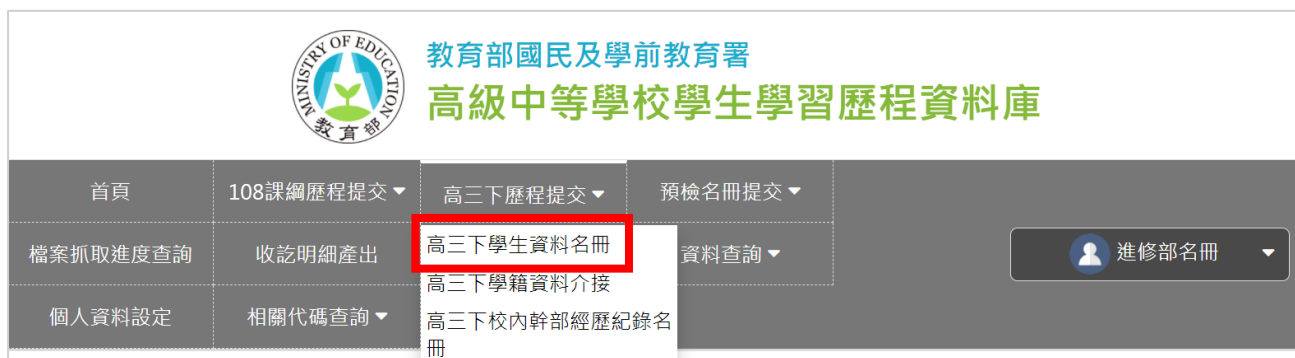 MINISTRY OF EDUCATION
教育部
教育部國民及學前教育署
高級中等學校學生學習歷程資料庫
首頁
108課綱歷程提交
高三下歷程提交
預檢名冊提交
檔案抓取進度查詢
收訖明細產出
高三下學生資料名冊
資料查詢
進修部名冊
高三下學籍資料介接
個人資料設定
相關代碼查詢
高三下校內幹部經歷紀錄名
冊